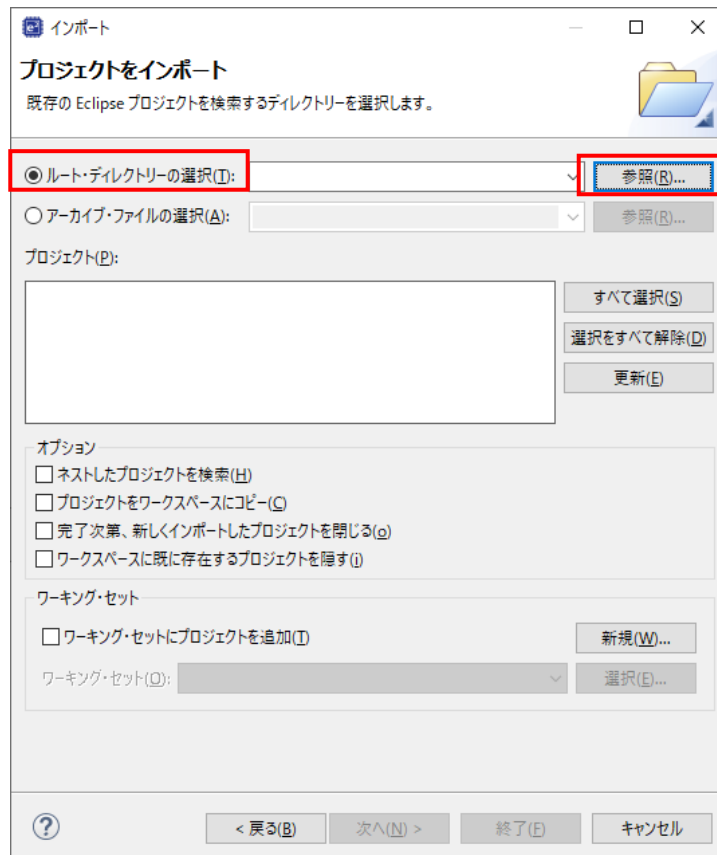 インポート
プロジェクトをインポート
既存の Eclipse プロジェクトを検索するディレクトリーを選択します。
ルート・ディレクトリーの選択(T): 参照(R)...
アーカイブ・ファイルの選択(A): 参照(R)...
プロジェクト(P):
すべて選択(S)
選択をすべて解除(D)
更新(E)
オプション
ネストしたプロジェクトを検索(H)
プロジェクトをワークスペースにコピー(C)
完了次第、新しくインポートしたプロジェクトを閉じる(o)
ワークスペースに既に存在するプロジェクトを隠す(i)
ワーキング・セット
ワーキング・セットにプロジェクトを追加(T) 新規(W)...
ワーキング・セット(O): 選択(E)...
? < 戻る(B) 次へ(N) > 終了(F) キャンセル